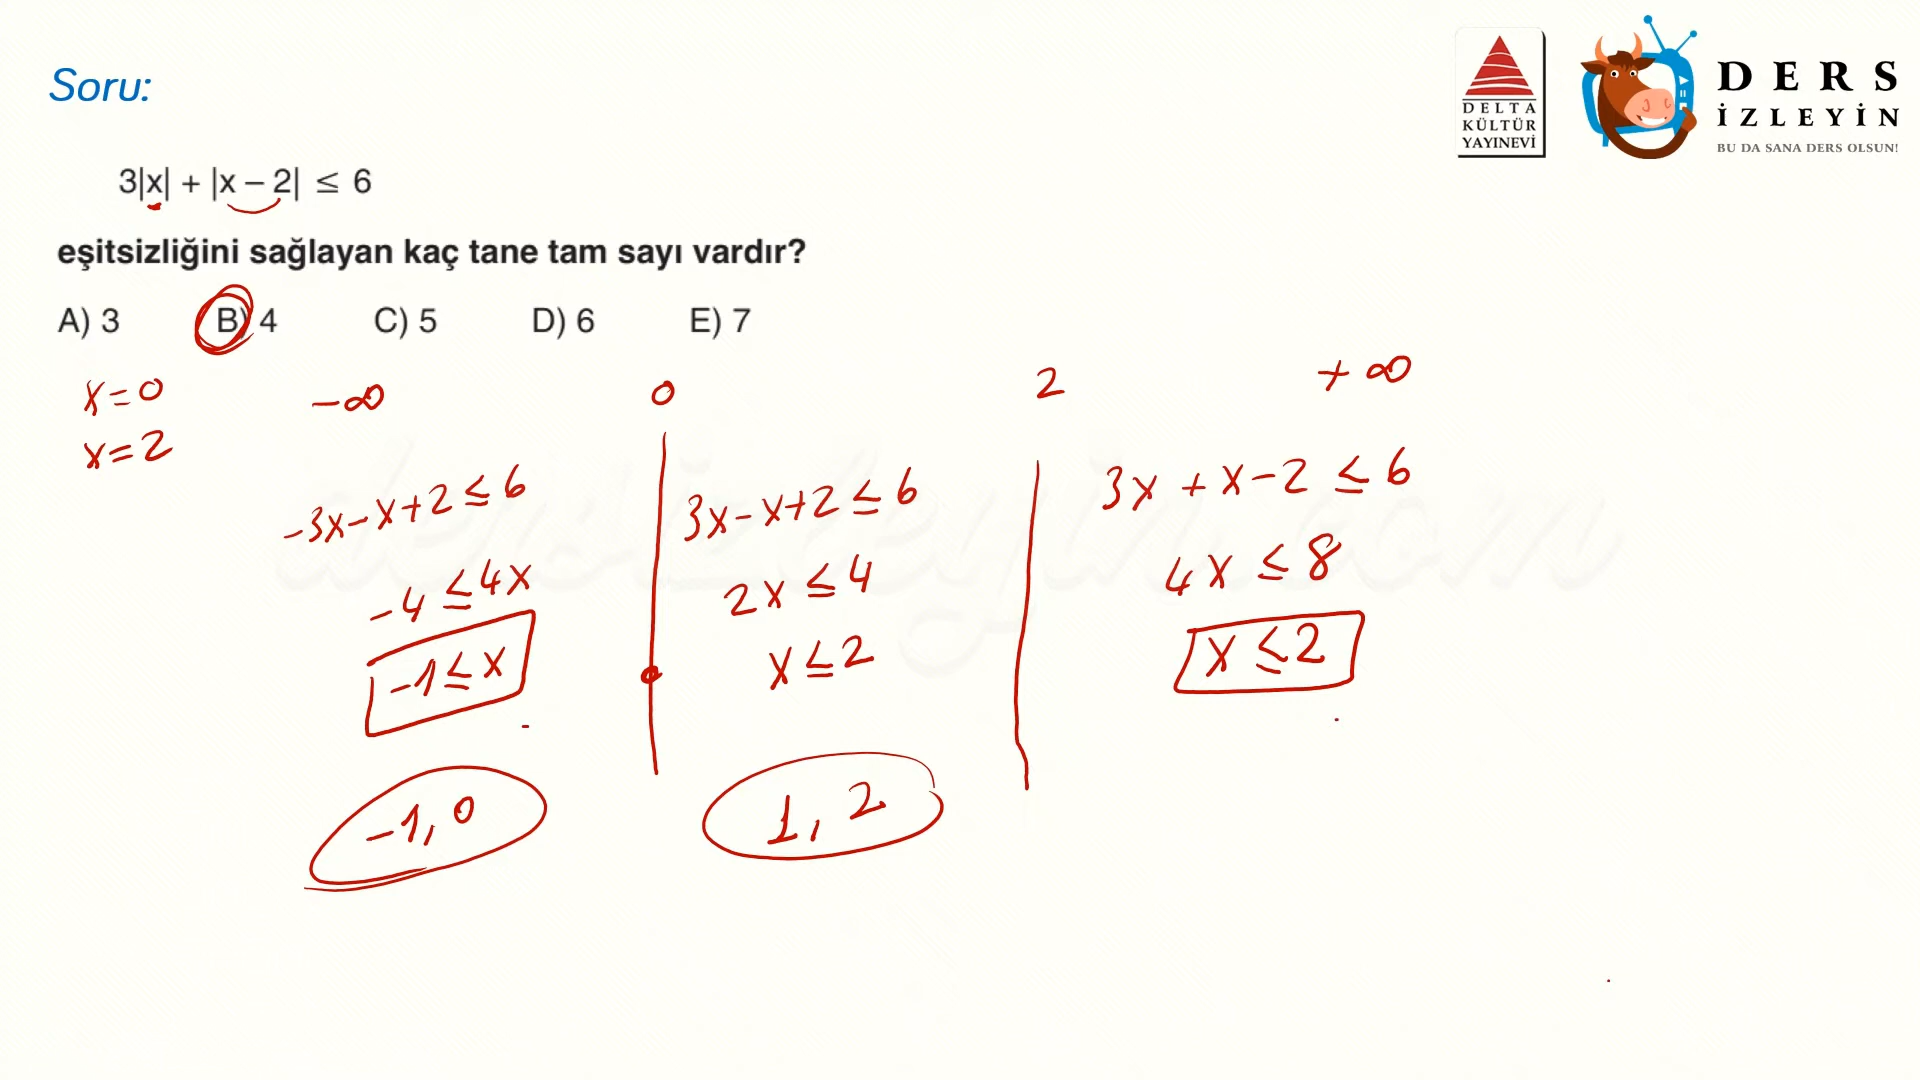 Soru:
DELTA
KÜLTÜR
YAYINEVİ
DERS
İZLEYİN
BU DA SANA DERS OLSUN!
3|x| + |x – 2| ≤ 6
eşitsizliğini sağlayan kaç tane tam sayı vardır?
A) 3 B) 4 C) 5 D) 6 E) 7
x=0 -∞ 0 2 +∞
x=2
-3x-x+2≤6 3x-x+2≤6 3x+x-2≤6
-4≤4x 2x≤4 4x≤8
-1≤x x≤2 x≤2
-1,0 1,2
dersizleyin.com